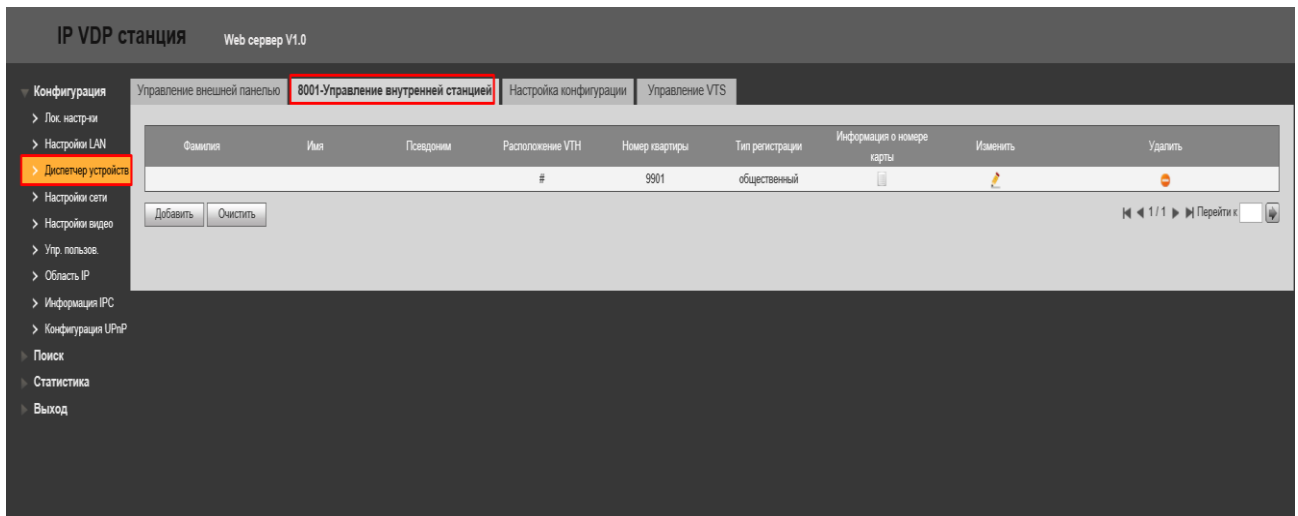 IP VDP станция Web сервер V1.0
Конфигурация
Лок. настр-ки
Настройки LAN
Диспетчер устройств
Настройки сети
Настройки видео
Упр. пользов.
Область IP
Информация IPC
Конфигурация UPnP
Поиск
Статистика
Выход
Управление внешней панелью 8001-Управление внутренней станцией Настройка конфигурации Управление VTS
Фамилия Имя Псевдоним Расположение VTH Номер квартиры Тип регистрации Информация о номере карты Изменить Удалить
# 9901 общественный
Добавить Очистить 1 / 1 Перейти к